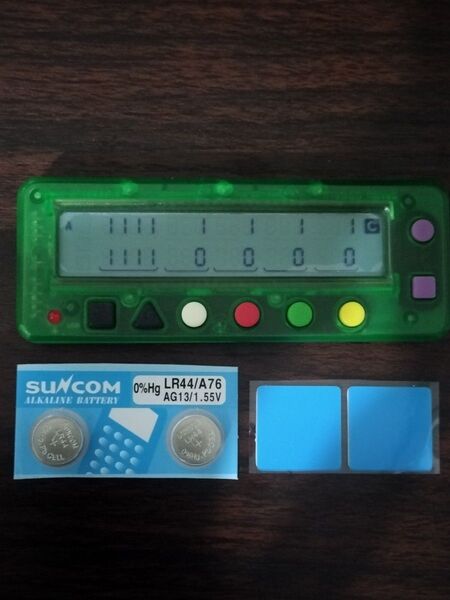 A 1111 1 1 1 1 C
1111 0 0 0 0
SUNCOM
ALKALINE BATTERY
0%Hg LR44/A76
AG13/1.55V